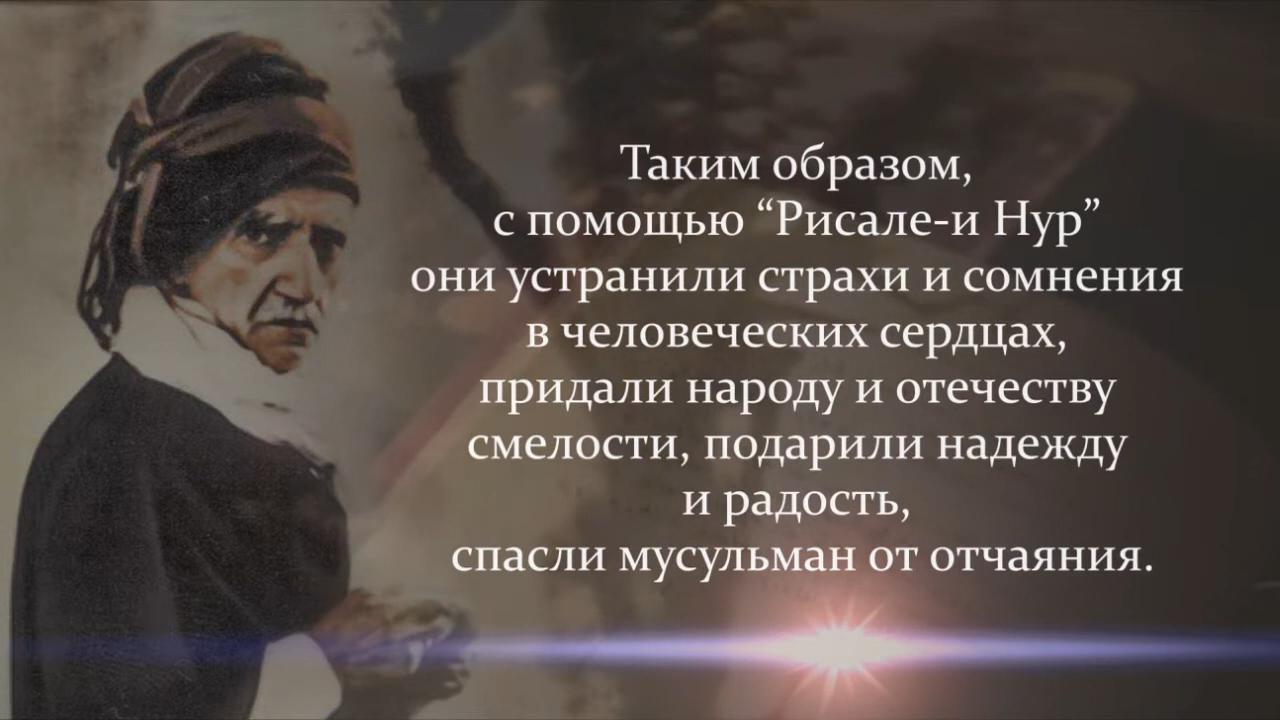 Таким образом,
с помощью “Рисале-и Нур”
они устранили страхи и сомнения
в человеческих сердцах,
придали народу и отечеству
смелости, подарили надежду
и радость,
спасли мусульман от отчаяния.